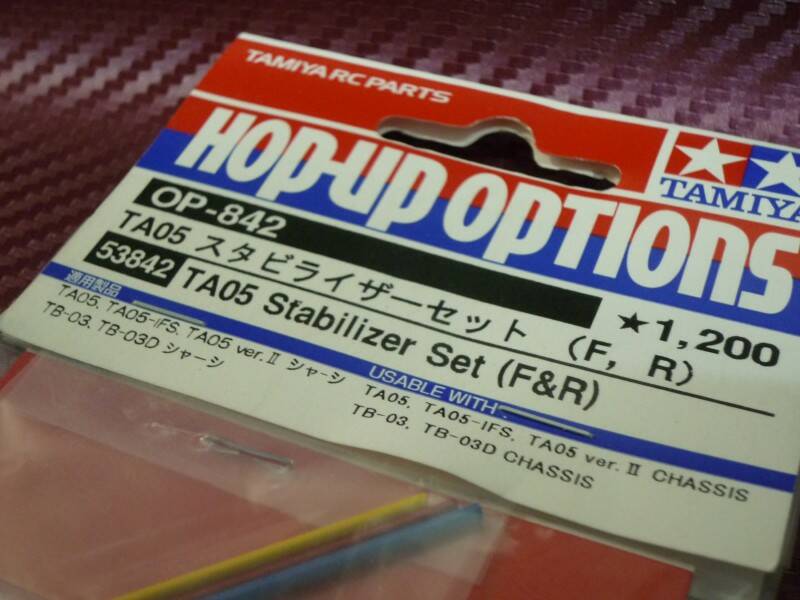 TAMIYA RC PARTS
HOP-UP OPTIONS
TAMIYA
OP-842
★1,200
TA05 スタビライザーセット (F, R)
53842 TA05 Stabilizer Set (F&R)
適用製品
TA05, TA05-IFS, TA05 ver.Ⅱ シャーシ
TB-03, TB-03D シャーシ
USABLE WITH:
TA05, TA05-IFS, TA05 ver.Ⅱ CHASSIS
TB-03, TB-03D CHASSIS